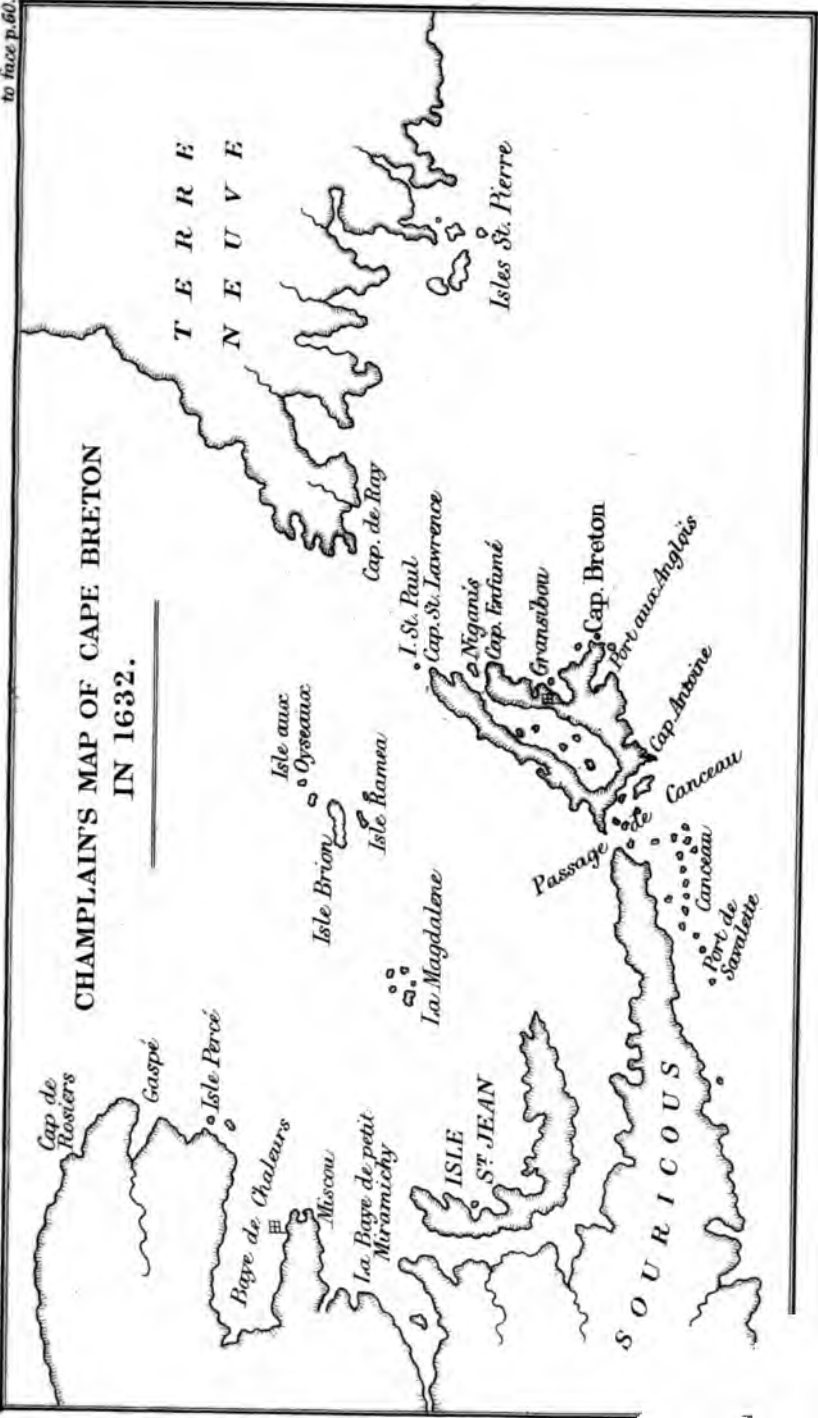 to face p.60.
CHAMPLAIN'S MAP OF CAPE BRETON
IN 1632.
TERRE
NEUVE
Cap de
Rosiers
Gaspé
Isle Percé
Baye de Chaleurs
Miscou
La Baye de petit
Miramichy
ISLE
ST. JEAN
La Magdalene
Isle aux
Oyseaux
Isle Brion
Isle Ramea
Cap. de Ray
Isles St. Pierre
I. St. Paul
Cap. St. Lawrence
Niganis
Cap. Enfumé
Gransibou
Cap. Breton
Port aux Anglois
Cap. Antoine
Passage de Canceau
Canceau
Port de
Savalette
SOURICOUS